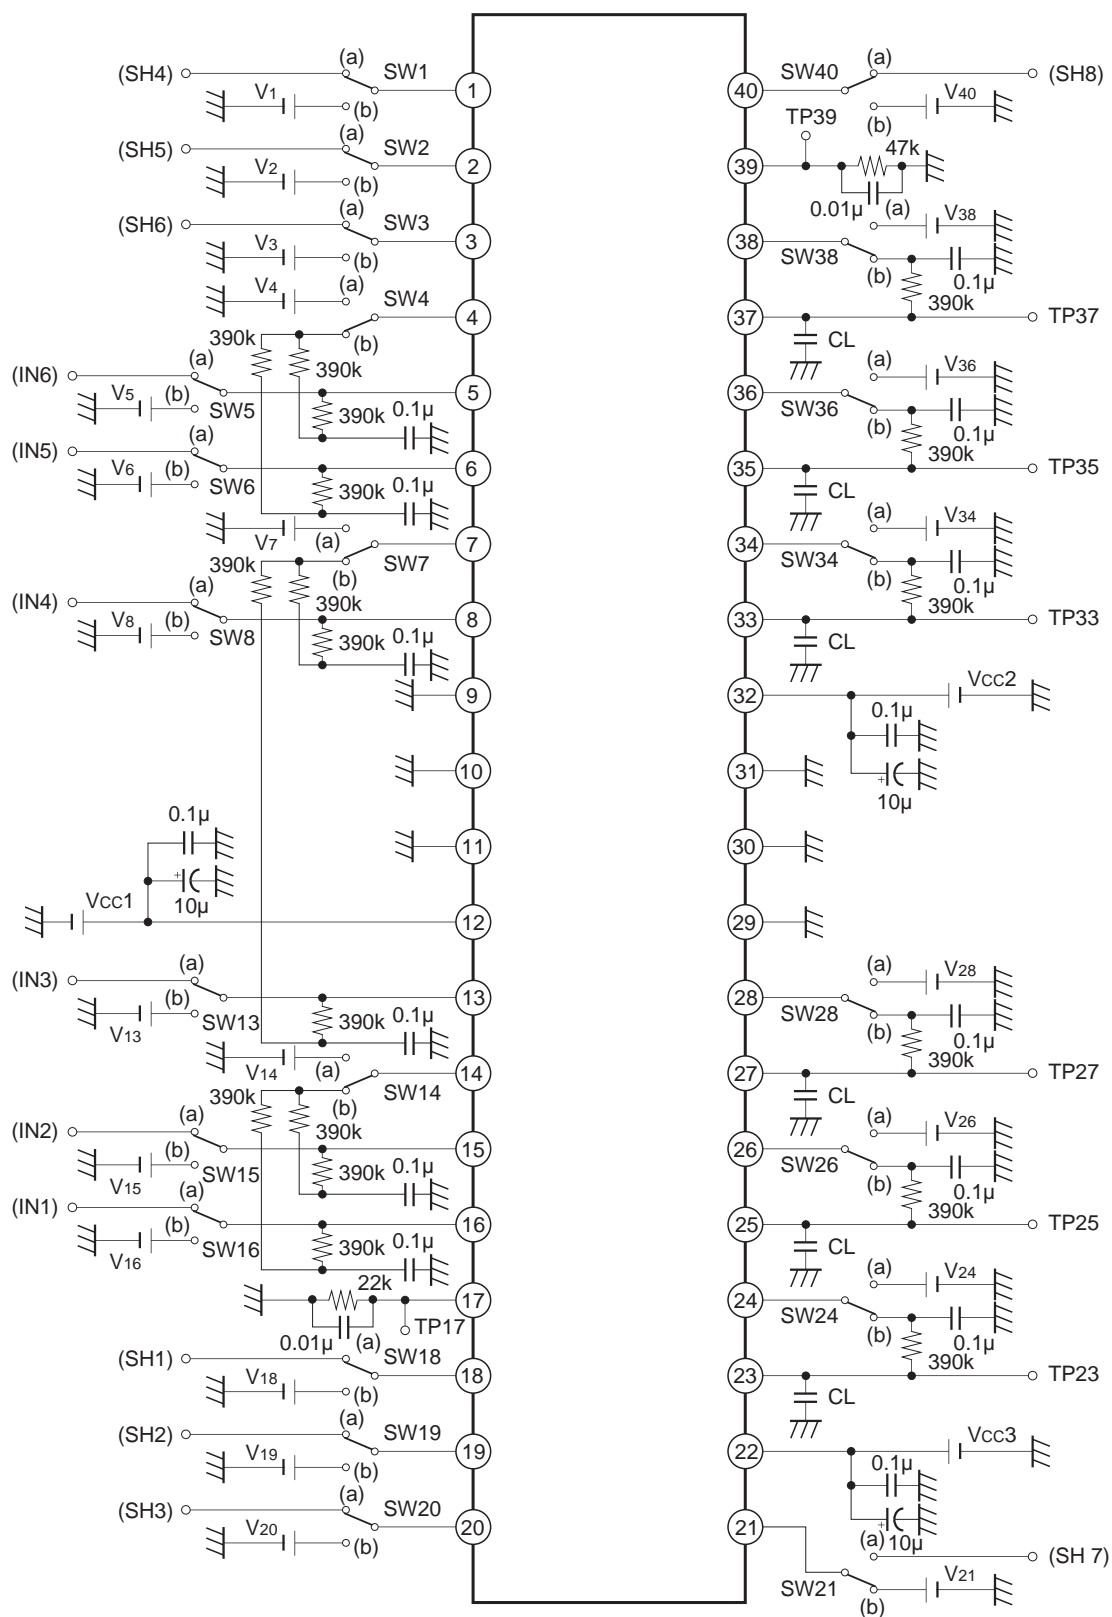 (SH4) (a) SW1 1
V1 (b)
(SH5) (a) SW2 2
V2 (b)
(SH6) (a) SW3 3
V3 (b)
V4 (a) SW4 4
390k (b)
390k
(IN6) (a) 5
V5 (b) SW5 390k 0.1µ
(IN5) (a) 6
V6 (b) SW6 390k 0.1µ
V7 (a) SW7 7
390k (b)
390k
(IN4) (a) 8
V8 (b) SW8 390k 0.1µ
9
10
0.1µ
11
10µ
VCC1 12
(IN3) (a) 13
V13 (b) SW13 390k 0.1µ
V14 (a) SW14 14
390k (b)
390k
(IN2) (a) 15
V15 (b) SW15 390k 0.1µ
(IN1) (a) 16
V16 (b) SW16 390k 0.1µ
22k 17
0.01µ TP17
(SH1) (a) SW18 18
V18 (b)
(SH2) (a) SW19 19
V19 (b)
(SH3) (a) SW20 20
V20 (b)
40 SW40 (a) (SH8)
(b) V40
TP39
39 47k
0.01µ
(a) V38
38 SW38 (b) 0.1µ
390k
37 CL TP37
(a) V36
36 SW36 (b) 0.1µ
390k
35 CL TP35
(a) V34
34 SW34 (b) 0.1µ
390k
33 CL TP33
32 VCC2
0.1µ
+
10µ
31
30
29
(a) V28
28 SW28 (b) 0.1µ
390k
27 CL TP27
(a) V26
26 SW26 (b) 0.1µ
390k
25 CL TP25
(a) V24
24 SW24 (b) 0.1µ
390k
23 CL TP23
22 VCC3
0.1µ
+
10µ
21 (a) (SH 7)
SW21 (b) V21